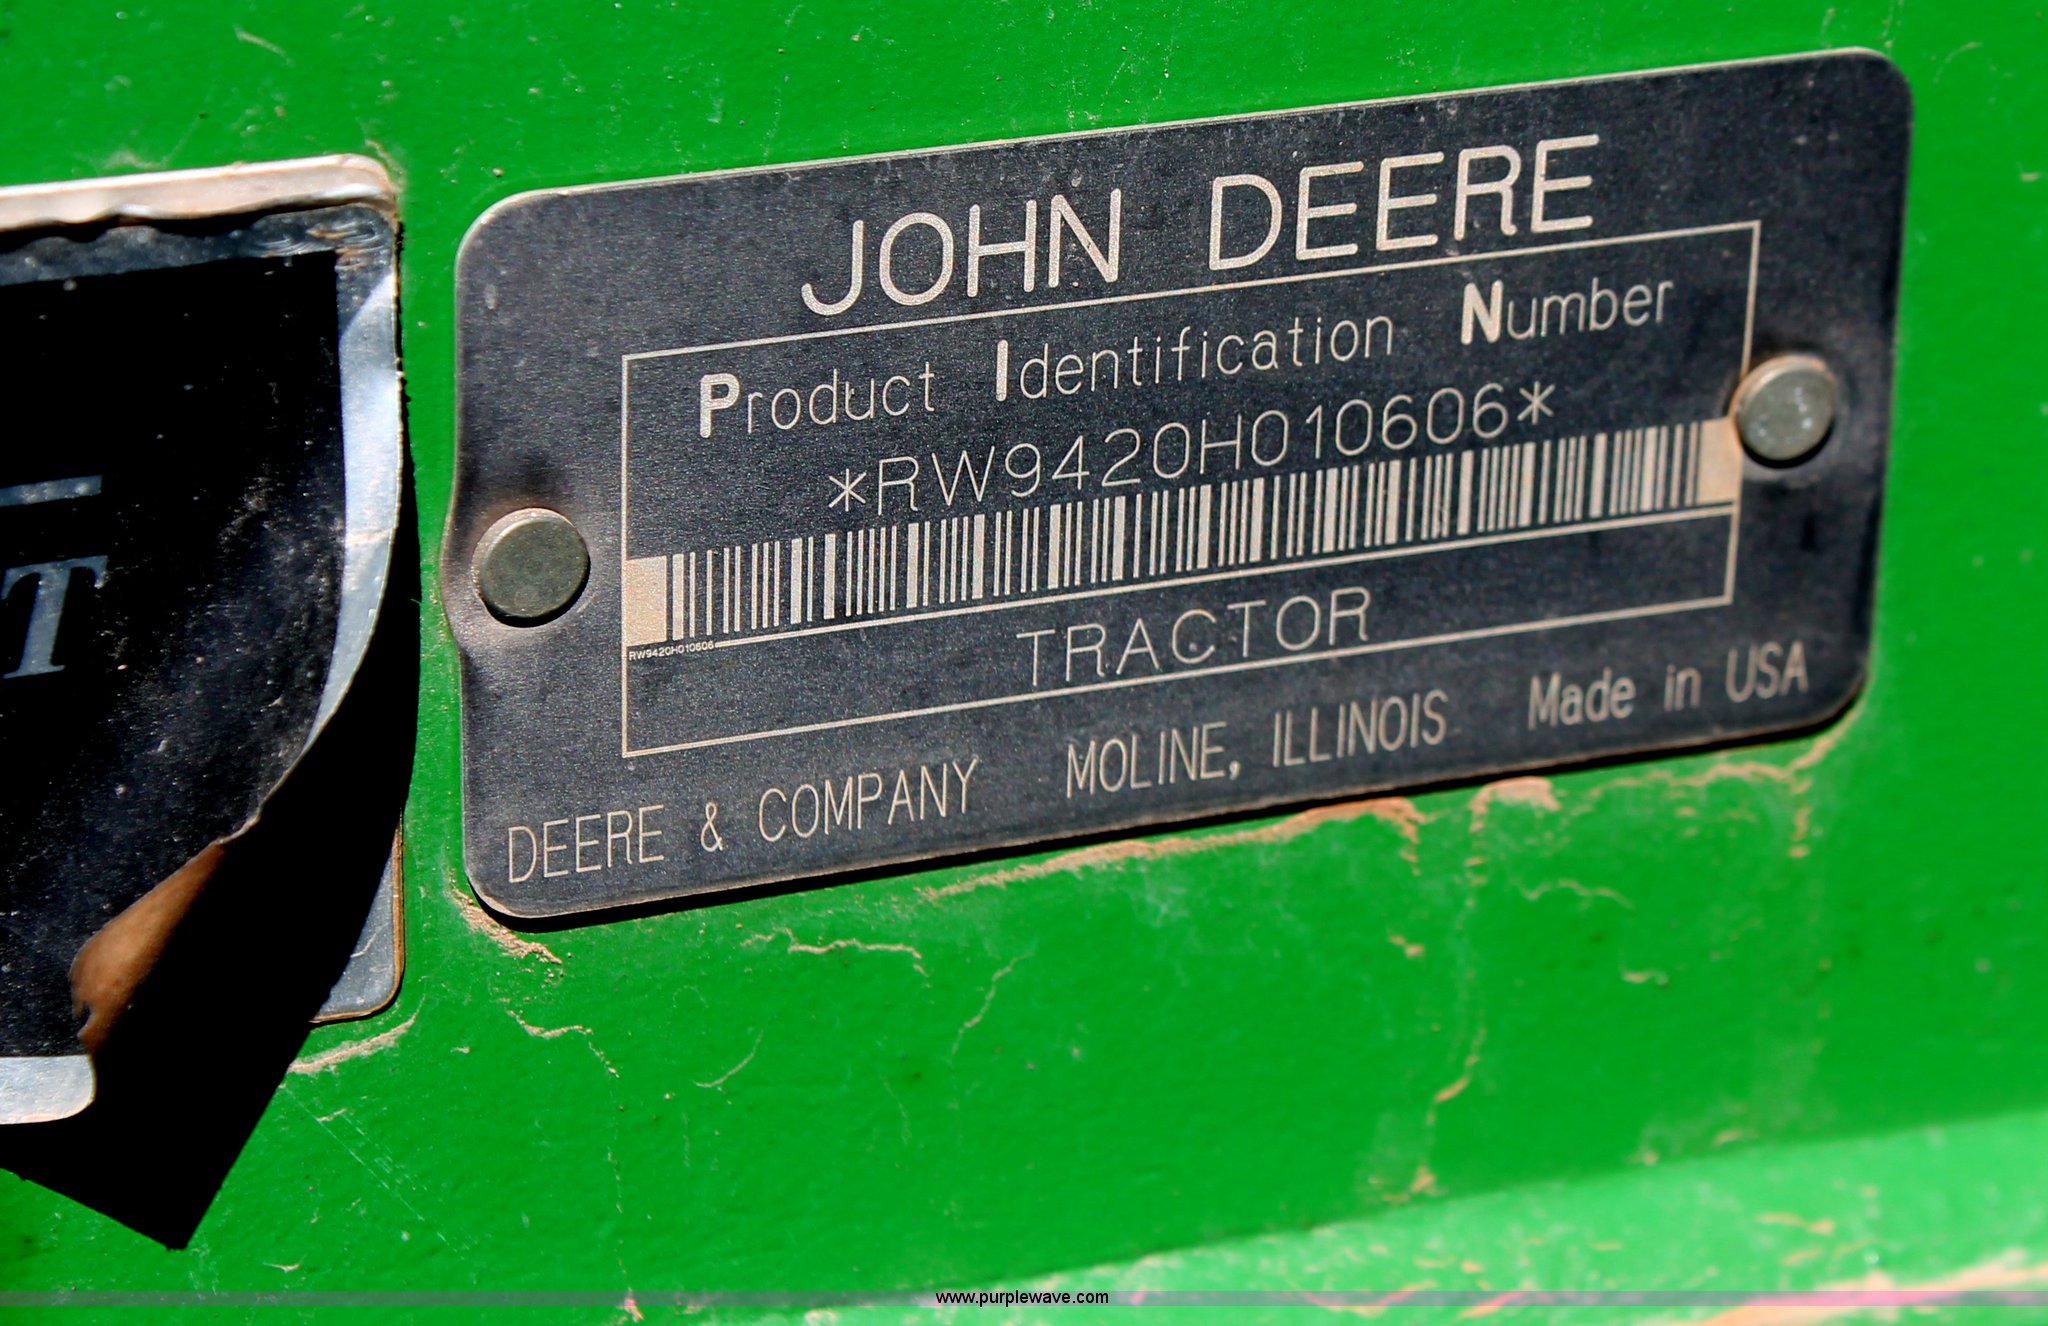 JOHN DEERE
Product Identification Number
*RW9420H010606*
RW9420H010606
TRACTOR
DEERE & COMPANY MOLINE, ILLINOIS Made in USA
T
www.purplewave.com